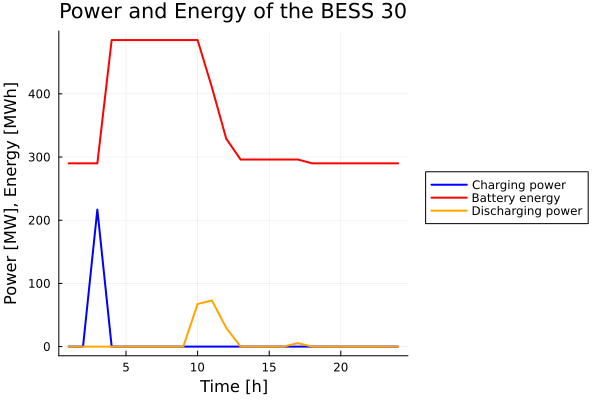 Power and Energy of the BESS 30
Power [MW], Energy [MWh]
400
300
200
100
0
5 10 15 20
Time [h]
Charging power
Battery energy
Discharging power